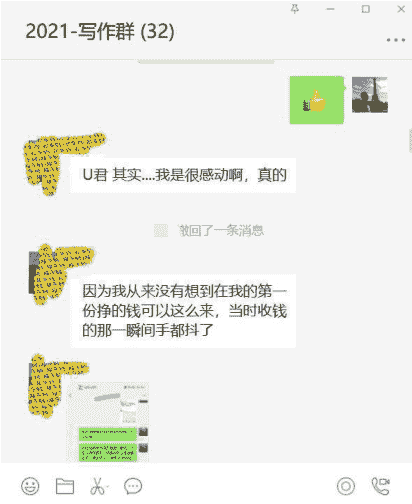 2021-写作群 (32)
U君 其实....我是很感动啊，真的
撤回了一条消息
因为我从来没有想到在我的第一
份挣的钱可以这么来，当时收钱
的那一瞬间手都抖了